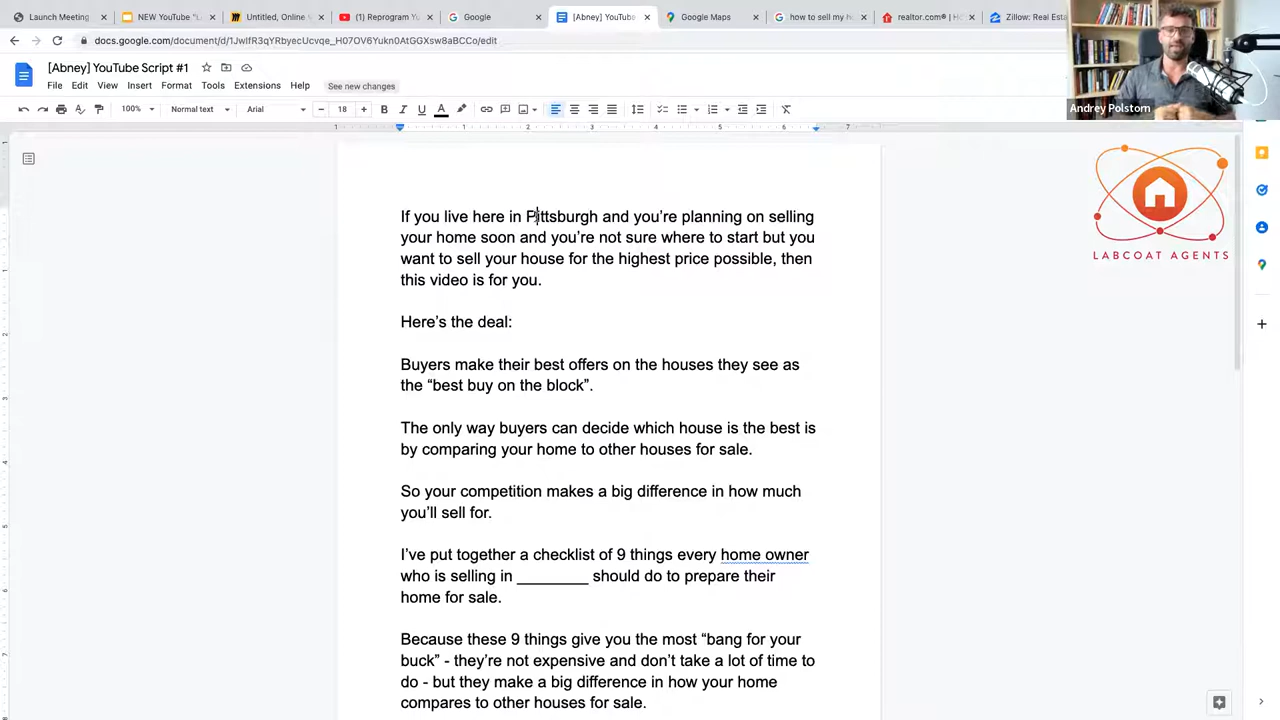 Launch Meeting
NEW YouTube "L
Untitled, Online
(1) Reprogram Yu
Google
[Abney] YouTube
Google Maps
how to sell my h
realtor.com® | Ho
Zillow: Real Esta
docs.google.com/document/d/1JwIfR3qYRbyecUcvqe_H07OV6Yukn0AtGGXsw8aBCGs/edit
[Abney] YouTube Script #1
File Edit View Insert Format Tools Extensions Help See new changes
100% Normal text Arial 18
Andrey Polstorn
LABCOAT AGENTS
If you live here in Pittsburgh and you're planning on selling
your home soon and you're not sure where to start but you
want to sell your house for the highest price possible, then
this video is for you.
Here's the deal:
Buyers make their best offers on the houses they see as
the “best buy on the block”.
The only way buyers can decide which house is the best is
by comparing your home to other houses for sale.
So your competition makes a big difference in how much
you'll sell for.
I've put together a checklist of 9 things every home owner
who is selling in ________ should do to prepare their
home for sale.
Because these 9 things give you the most “bang for your
buck” - they're not expensive and don't take a lot of time to
do - but they make a big difference in how your home
compares to other houses for sale.